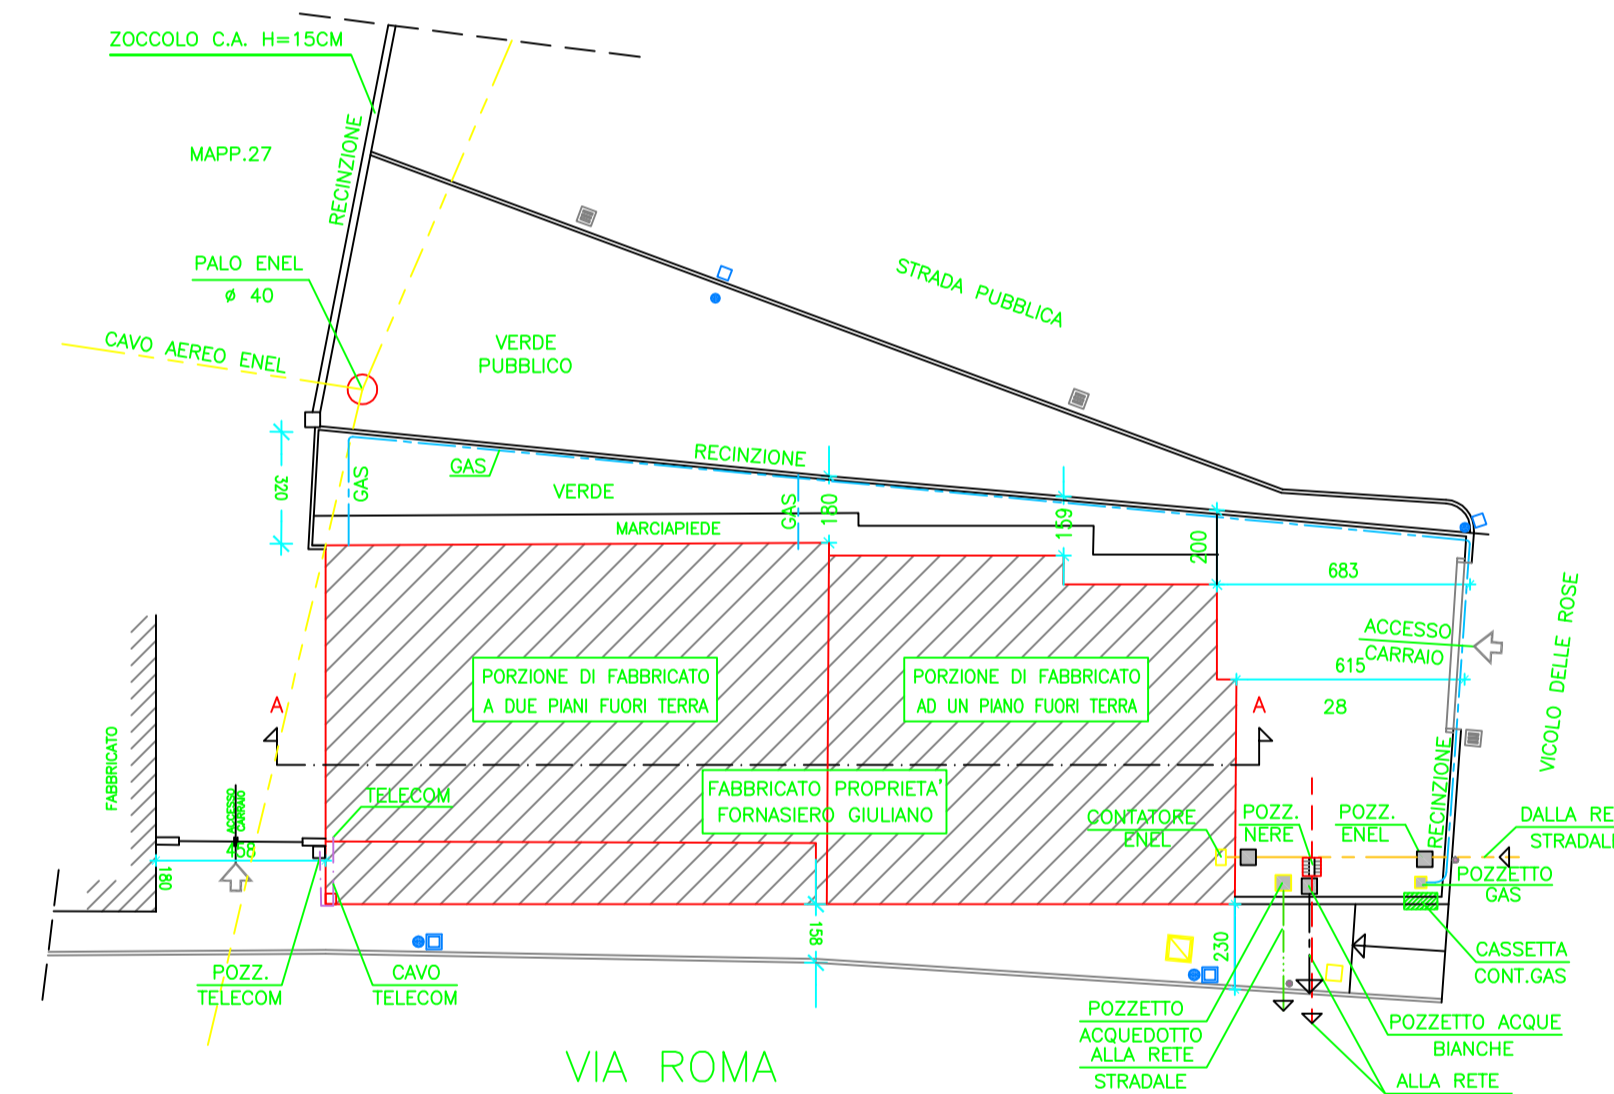 ZOCCOLO C.A. H=15CM
MAPP.27
RECINZIONE
PALO ENEL
ø 40
CAVO AEREO ENEL
VERDE
PUBBLICO
STRADA PUBBLICA
RECINZIONE
GAS
GAS
VERDE
MARCIAPIEDE
GAS
320
180
159
200
683
ACCESSO
CARRAIO
615
28
VICOLO DELLE ROSE
PORZIONE DI FABBRICATO
A DUE PIANI FUORI TERRA
PORZIONE DI FABBRICATO
AD UN PIANO FUORI TERRA
A
A
FABBRICATO
ACCESSO
CARRAIO
458
180
TELECOM
FABBRICATO PROPRIETA'
FORNASIERO GIULIANO
CONTATORE
ENEL
POZZ.
NERE
POZZ.
ENEL
RECINZIONE
DALLA RE
STRADALE
POZZETTO
GAS
CASSETTA
CONT.GAS
158
230
POZZ.
TELECOM
CAVO
TELECOM
POZZETTO
ACQUEDOTTO
ALLA RETE
STRADALE
POZZETTO ACQUE
BIANCHE
ALLA RETE
VIA ROMA